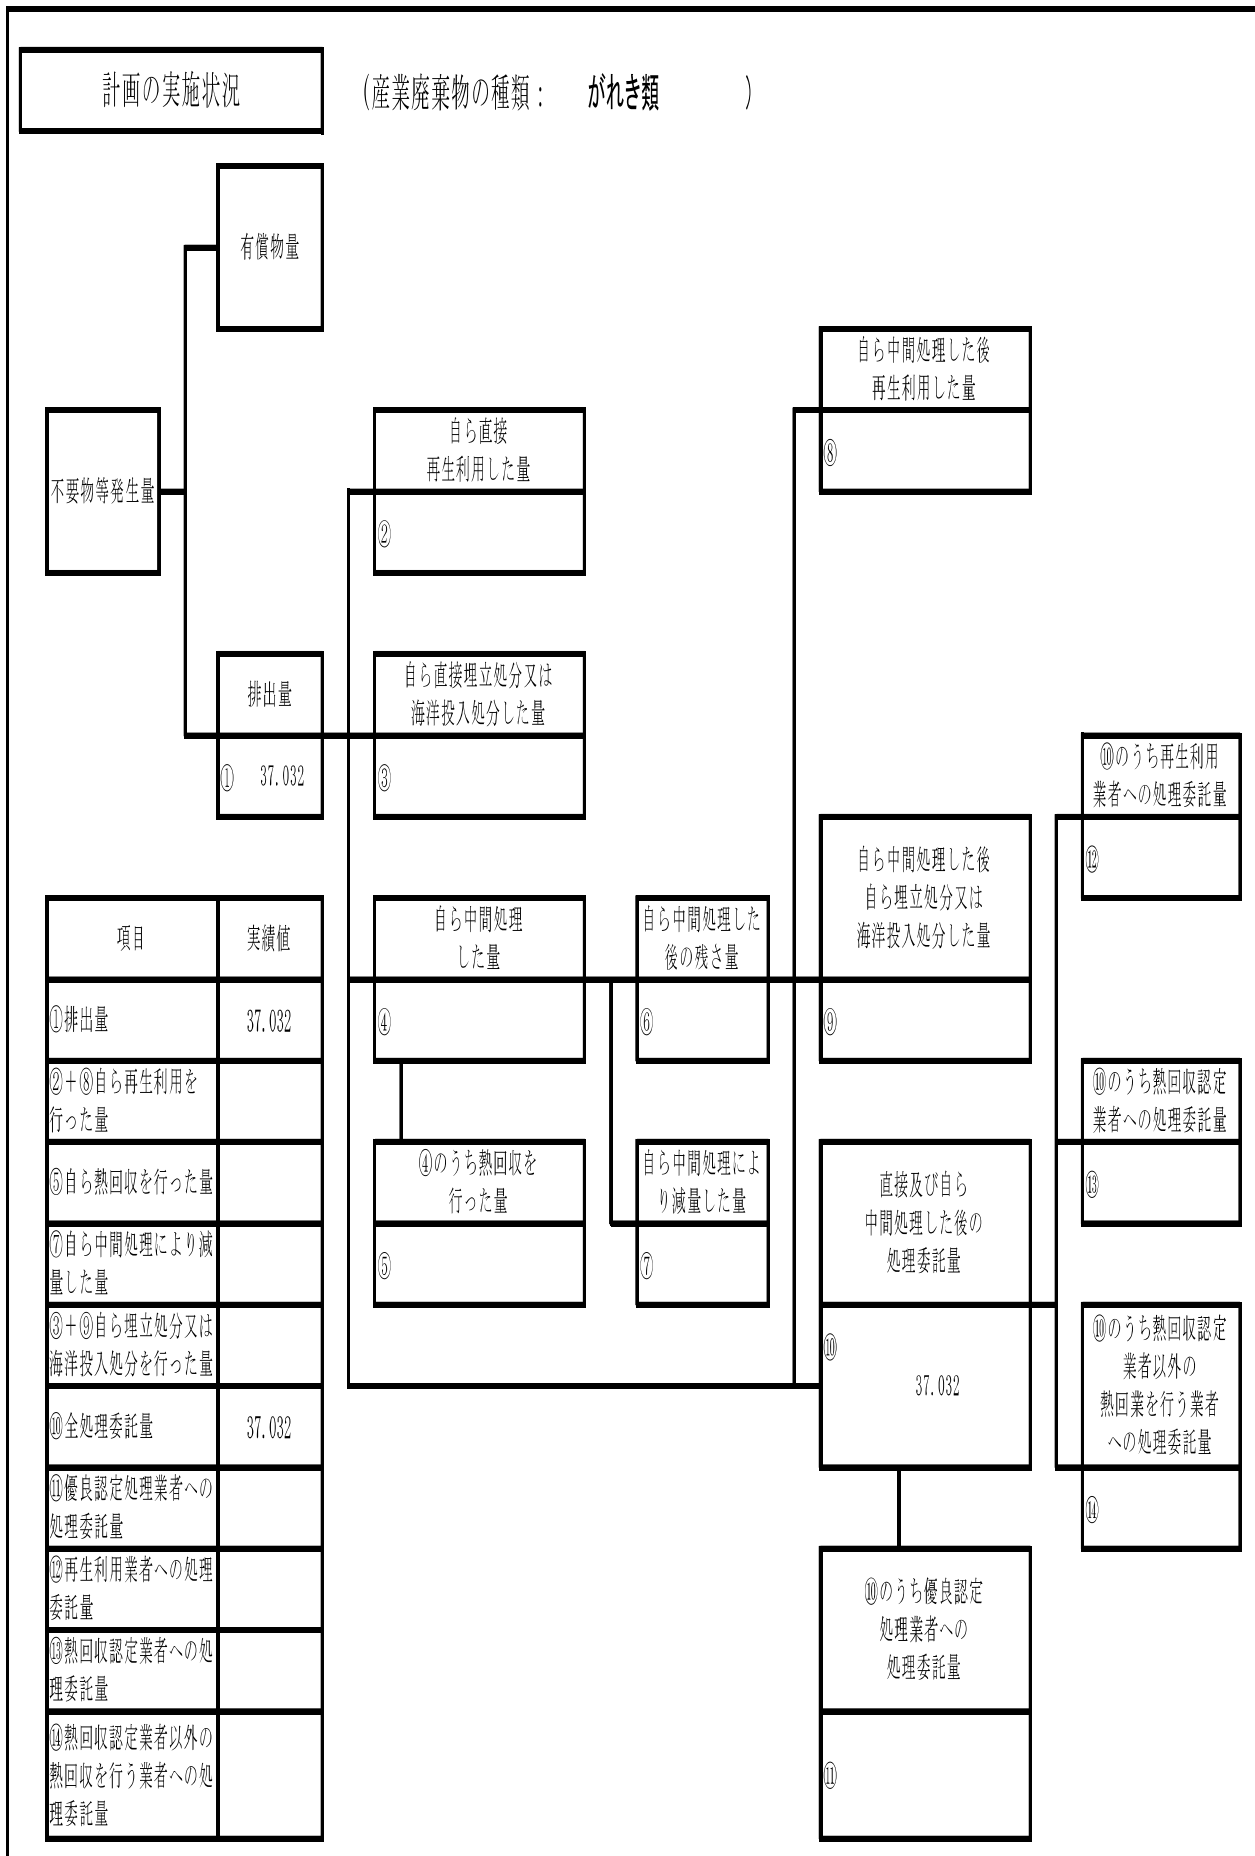 計画の実施状況
(産業廃棄物の種類： がれき類 )
有償物量
不要物等発生量
排出量
① 37.032
自ら直接
再生利用した量
②
自ら直接埋立処分又は
海洋投入処分した量
③
自ら中間処理
した量
④
④のうち熱回収を
行った量
⑤
自ら中間処理した
後の残さ量
⑥
自ら中間処理によ
り減量した量
⑦
自ら中間処理した後
再生利用した量
⑧
自ら中間処理した後
自ら埋立処分又は
海洋投入処分した量
⑨
直接及び自ら
中間処理した後の
処理委託量
⑩
37.032
⑩のうち優良認定
処理業者への
処理委託量
⑪
⑩のうち再生利用
業者への処理委託量
⑫
⑩のうち熱回収認定
業者への処理委託量
⑬
⑩のうち熱回収認定
業者以外の
熱回業を行う業者
への処理委託量
⑭
項目 実績値
①排出量 37.032
②＋⑧自ら再生利用を
行った量
⑤自ら熱回収を行った量
⑦自ら中間処理により減
量した量
③＋⑨自ら埋立処分又は
海洋投入処分を行った量
⑩全処理委託量 37.032
⑪優良認定処理業者への
処理委託量
⑫再生利用業者への処理
委託量
⑬熱回収認定業者への処
理委託量
⑭熱回収認定業者以外の
熱回収を行う業者への処
理委託量